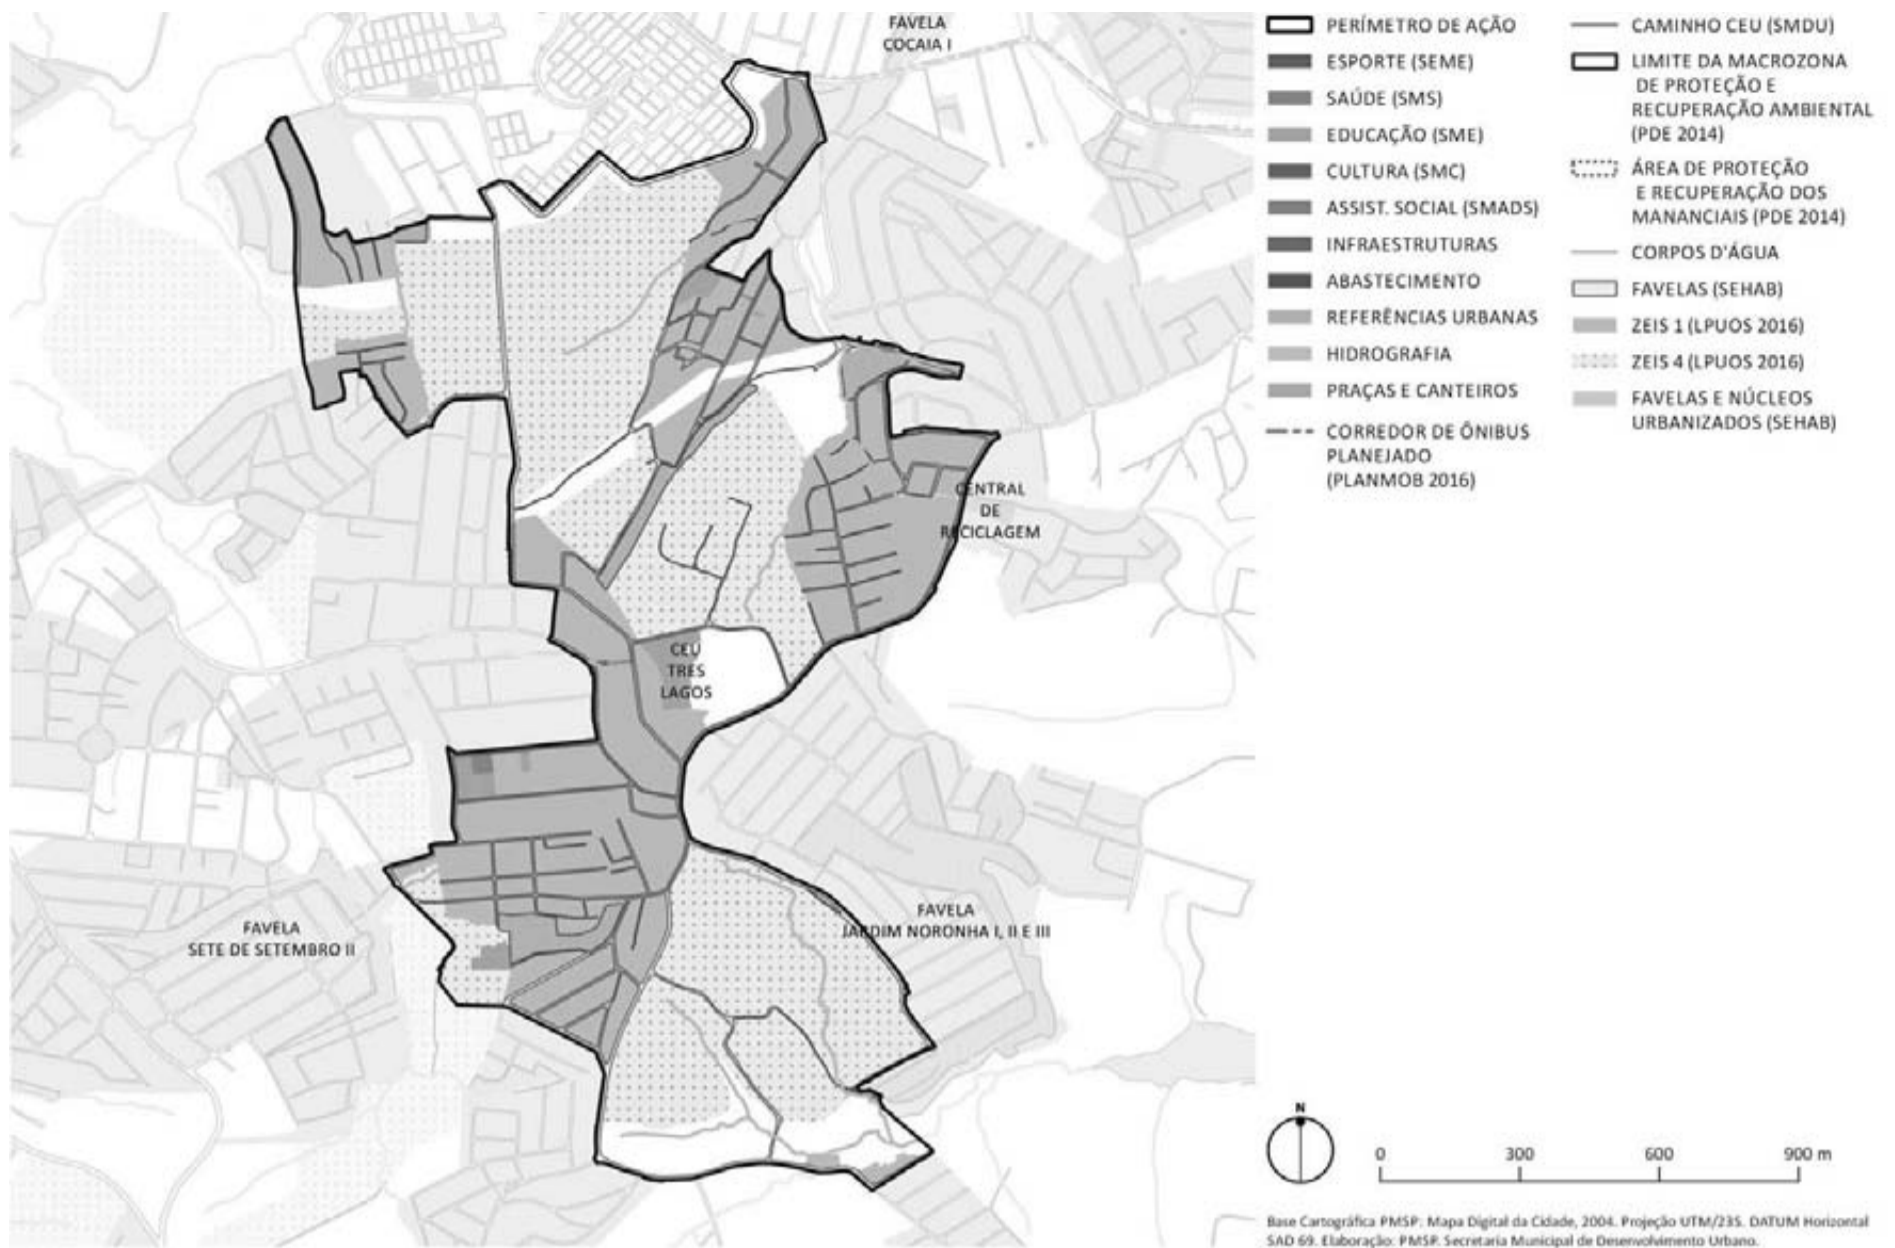 FAVELA
COCAIA I
CENTRAL
DE
RECICLAGEM
CEU
TRES
LAGOS
FAVELA
SETE DE SETEMBRO II
FAVELA
JARDIM NORONHA I, II E III
PERÍMETRO DE AÇÃO
ESPORTE (SEME)
SAÚDE (SMS)
EDUCAÇÃO (SME)
CULTURA (SMC)
ASSIST. SOCIAL (SMADS)
INFRAESTRUTURAS
ABASTECIMENTO
REFERÊNCIAS URBANAS
HIDROGRAFIA
PRAÇAS E CANTEIROS
CORREDOR DE ÔNIBUS
PLANEJADO
(PLANMOB 2016)
CAMINHO CEU (SMDU)
LIMITE DA MACROZONA
DE PROTEÇÃO E
RECUPERAÇÃO AMBIENTAL
(PDE 2014)
ÁREA DE PROTEÇÃO
E RECUPERAÇÃO DOS
MANANCIAIS (PDE 2014)
CORPOS D'ÁGUA
FAVELAS (SEHAB)
ZEIS 1 (LPUOS 2016)
ZEIS 4 (LPUOS 2016)
FAVELAS E NÚCLEOS
URBANIZADOS (SEHAB)
N
0 300 600 900 m
Base Cartográfica PMSP: Mapa Digital da Cidade, 2004. Projeção UTM/23S. DATUM Horizontal
SAD 69. Elaboração: PMSP. Secretaria Municipal de Desenvolvimento Urbano.